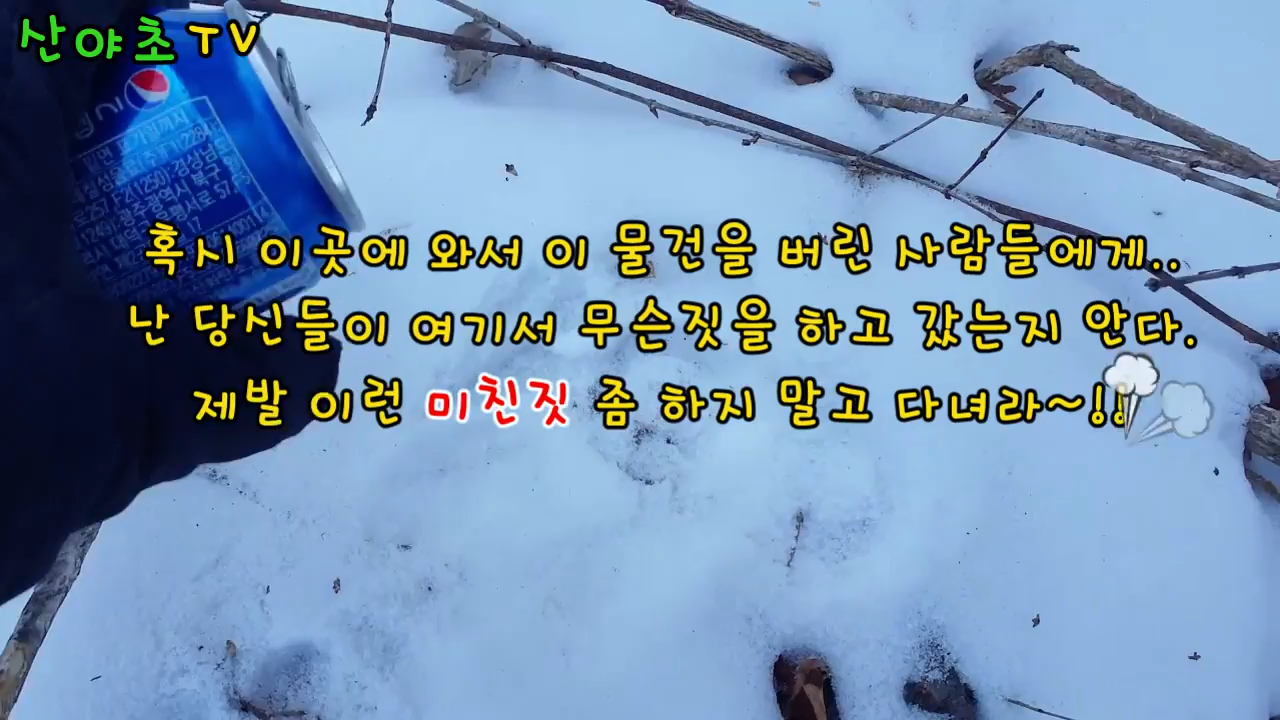 산야초TV
혹시 이곳에 와서 이 물건을 버린 사람들에게..
난 당신들이 여기서 무슨짓을 하고 갔는지 안다.
제발 이런 미친짓 좀 하지 말고 다녀라~!!